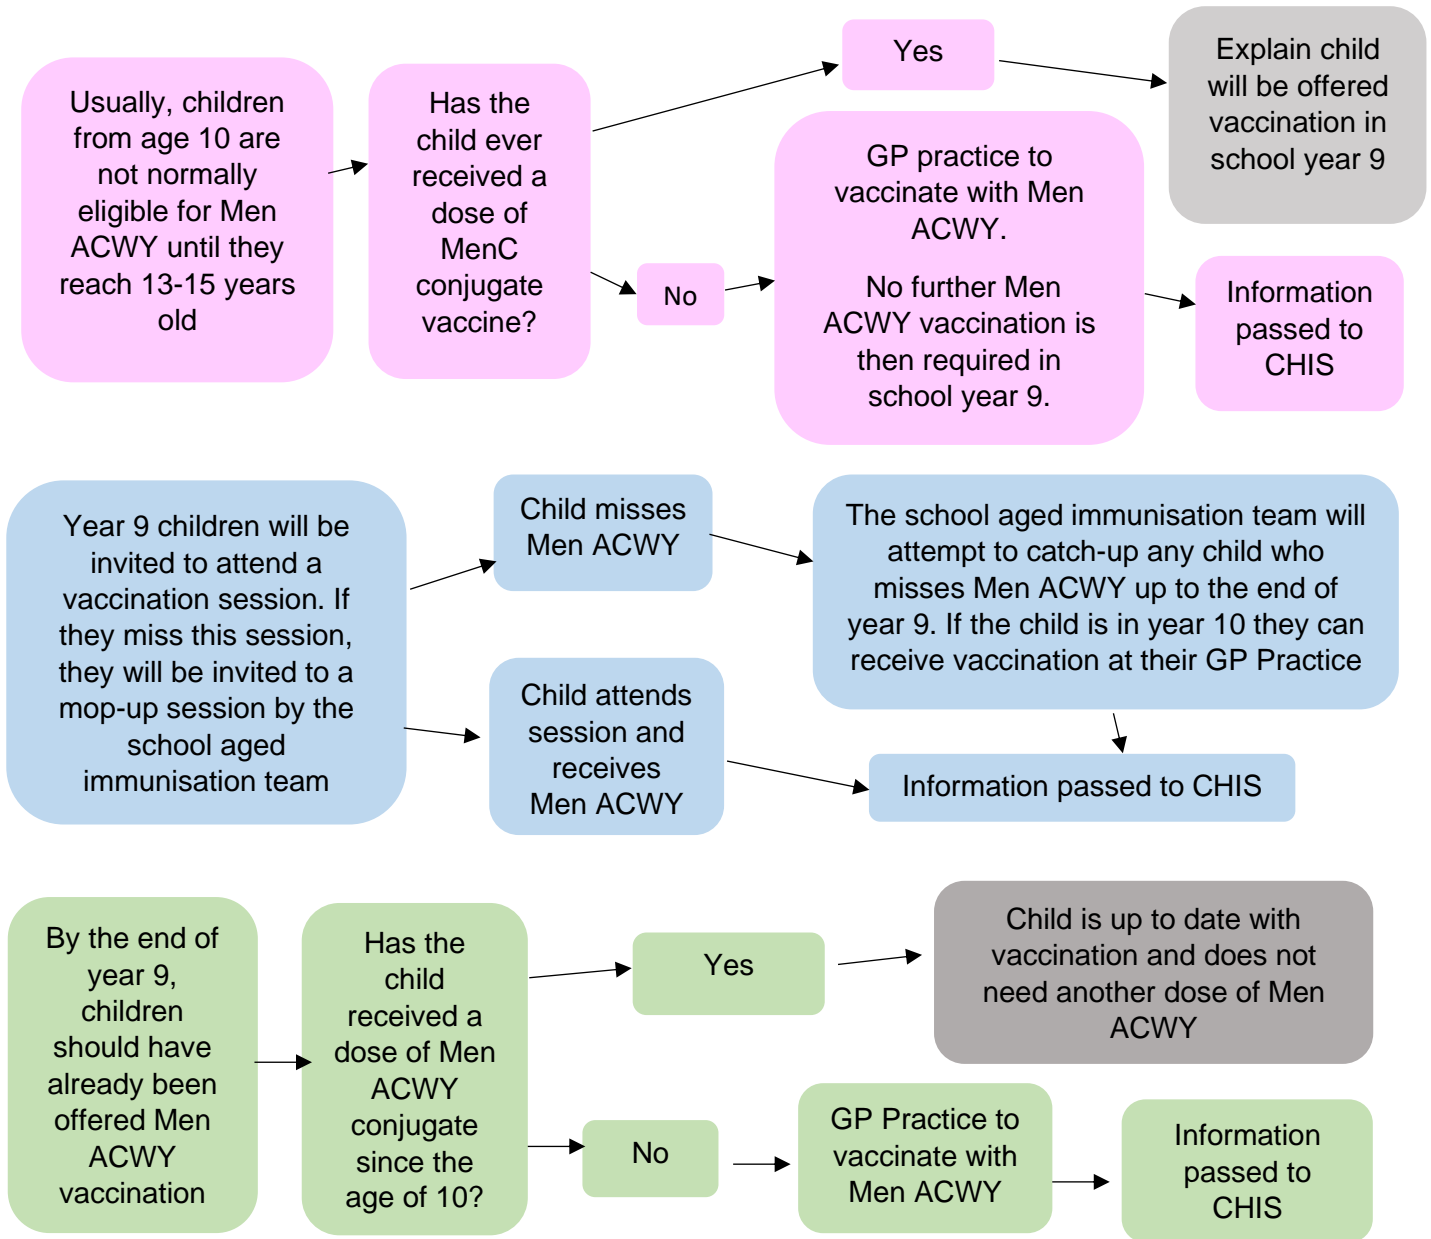 Usually, children
from age 10 are
not normally
eligible for Men
ACWY until they
reach 13-15 years
old
Has the
child ever
received a
dose of
MenC
conjugate
vaccine?
Yes
Explain child
will be offered
vaccination in
school year 9
No
GP practice to
vaccinate with Men
ACWY.
No further Men
ACWY vaccination is
then required in
school year 9.
Information
passed to
CHIS
Year 9 children will be
invited to attend a
vaccination session. If
they miss this session,
they will be invited to a
mop-up session by the
school aged
immunisation team
Child misses
Men ACWY
The school aged immunisation team will
attempt to catch-up any child who
misses Men ACWY up to the end of
year 9. If the child is in year 10 they can
receive vaccination at their GP Practice
Child attends
session and
receives
Men ACWY
Information passed to CHIS
By the end of
year 9,
children
should have
already been
offered Men
ACWY
vaccination
Has the
child
received a
dose of Men
ACWY
conjugate
since the
age of 10?
Yes
Child is up to date with
vaccination and does not
need another dose of Men
ACWY
No
GP Practice to
vaccinate with
Men ACWY
Information
passed to
CHIS